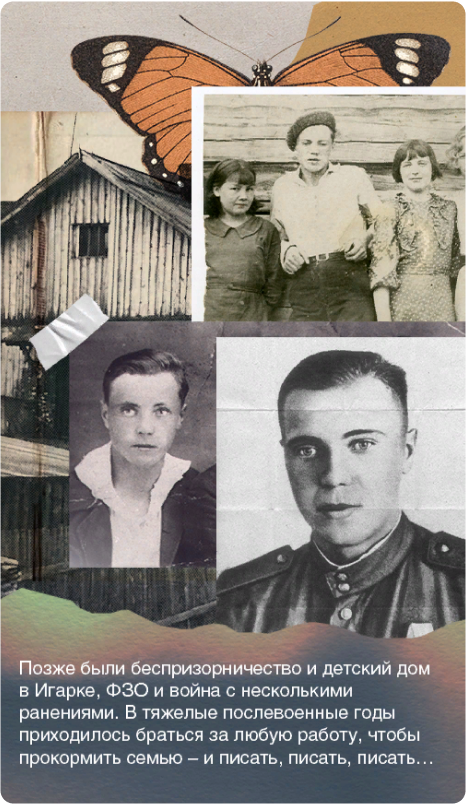 Позже были беспризорничество и детский дом
в Игарке, ФЗО и война с несколькими
ранениями. В тяжелые послевоенные годы
приходилось браться за любую работу, чтобы
прокормить семью – и писать, писать, писать…